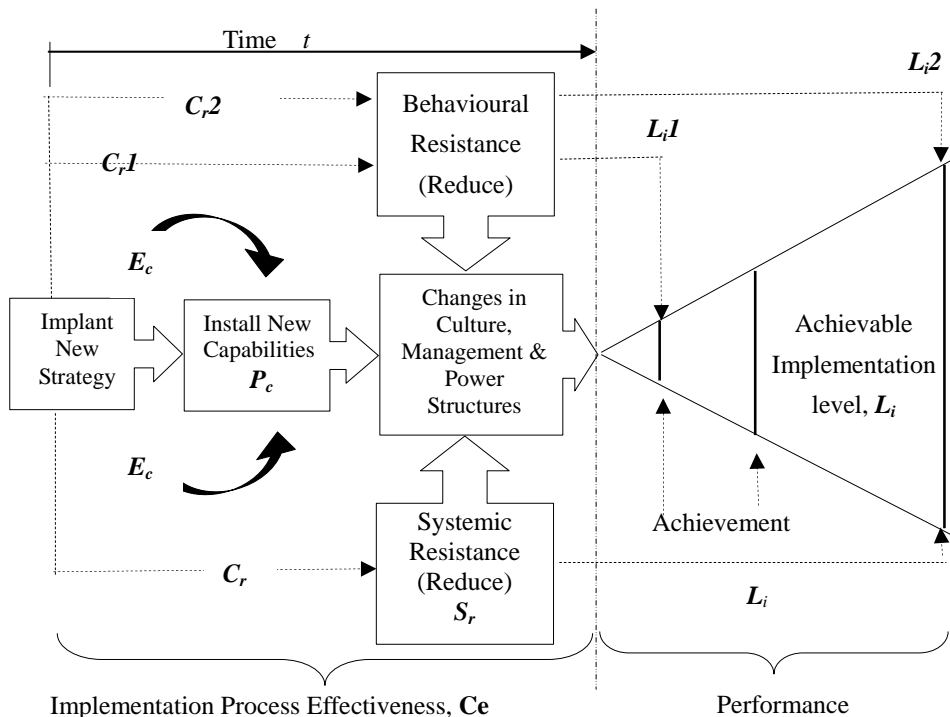 Time t
L_i2
C_r2
Behavioural
Resistance
(Reduce)
L_i1
C_r1
E_c
Implant
New
Strategy
Install New
Capabilities
P_c
Changes in
Culture,
Management &
Power
Structures
Achievable
Implementation
level, L_i
E_c
Systemic
Resistance
(Reduce)
S_r
Achievement
C_r
L_i
Implementation Process Effectiveness, Ce
Performance